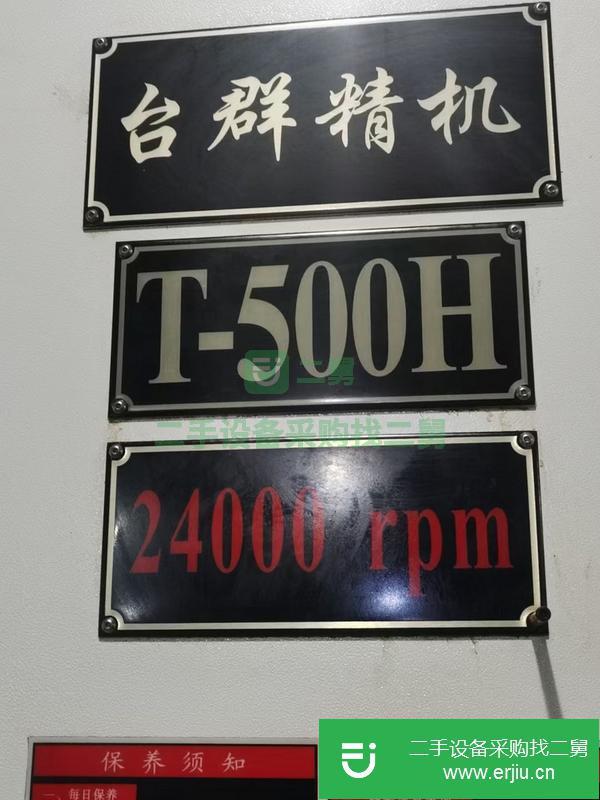 台群精机
T-500H
二舅
二手设备采购找二舅
24000 rpm
保养须知
一、每日保养
二手设备采购找二舅
www.erjiu.cn